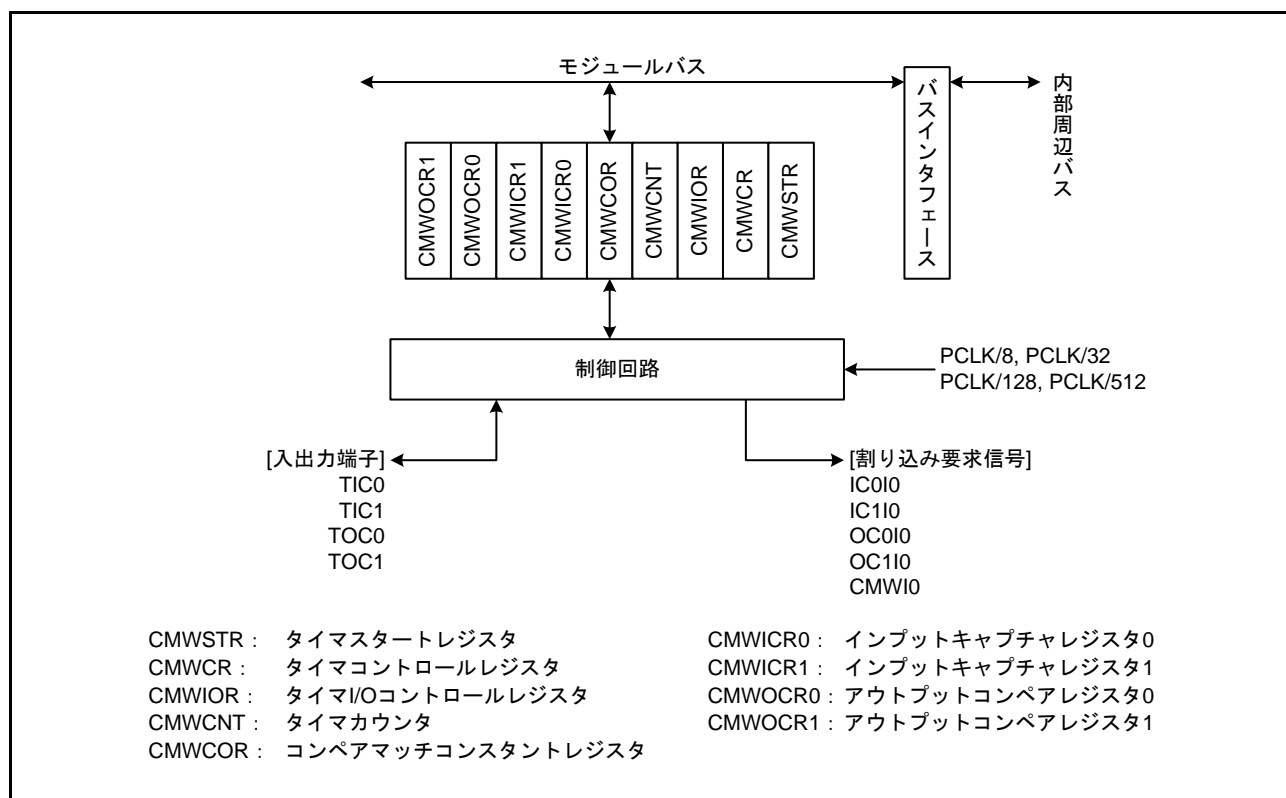 モジュールバス
バスインタフェース
内部周辺バス
CMWOCR1
CMWOCR0
CMWICR1
CMWICR0
CMWCOR
CMWCNT
CMWIOR
CMWCR
CMWSTR
制御回路
PCLK/8, PCLK/32
PCLK/128, PCLK/512
[入出力端子]
TIC0
TIC1
TOC0
TOC1
[割り込み要求信号]
IC0I0
IC1I0
OC0I0
OC1I0
CMWI0
CMWSTR： タイマスタートレジスタ
CMWCR： タイマコントロールレジスタ
CMWIOR： タイマI/Oコントロールレジスタ
CMWCNT： タイマカウンタ
CMWCOR： コンペアマッチコンスタントレジスタ
CMWICR0： インプットキャプチャレジスタ0
CMWICR1： インプットキャプチャレジスタ1
CMWOCR0：アウトプットコンペアレジスタ0
CMWOCR1：アウトプットコンペアレジスタ1